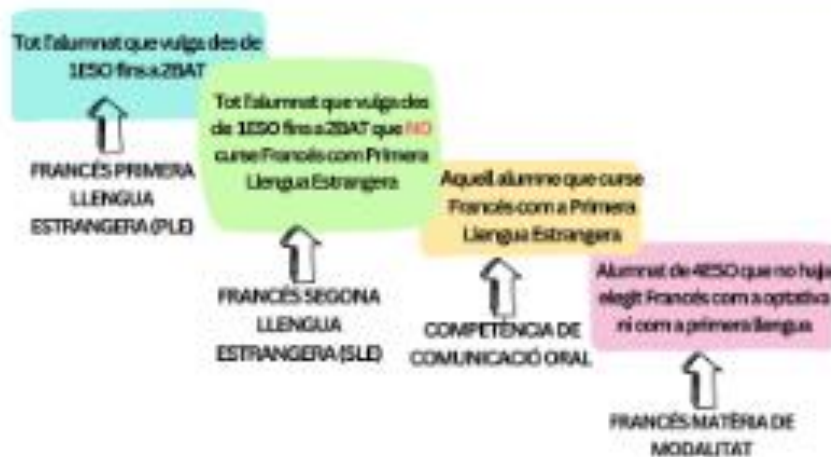 Tot l'alumnat que vulga des de
1ESO fins a 2BAT
FRANCÉS PRIMERA
LLENGUA
ESTRANGERA (PLE)
Tot l'alumnat que vulga des
de 1ESO fins a 2BAT que NO
curse Francés com Primera
Llengua Estrangera
FRANCÉS SEGONA
LLENGUA
ESTRANGERA (SLE)
Aquell alumne que curse
Francés com a Primera
Llengua Estrangera
COMPETÈNCIA DE
COMUNICACIÓ ORAL
Alumnat de 4ESO que no haja
elegit Francés com a optativa
ni com a primera llengua
FRANCÉS MATÈRIA DE
MODALITAT